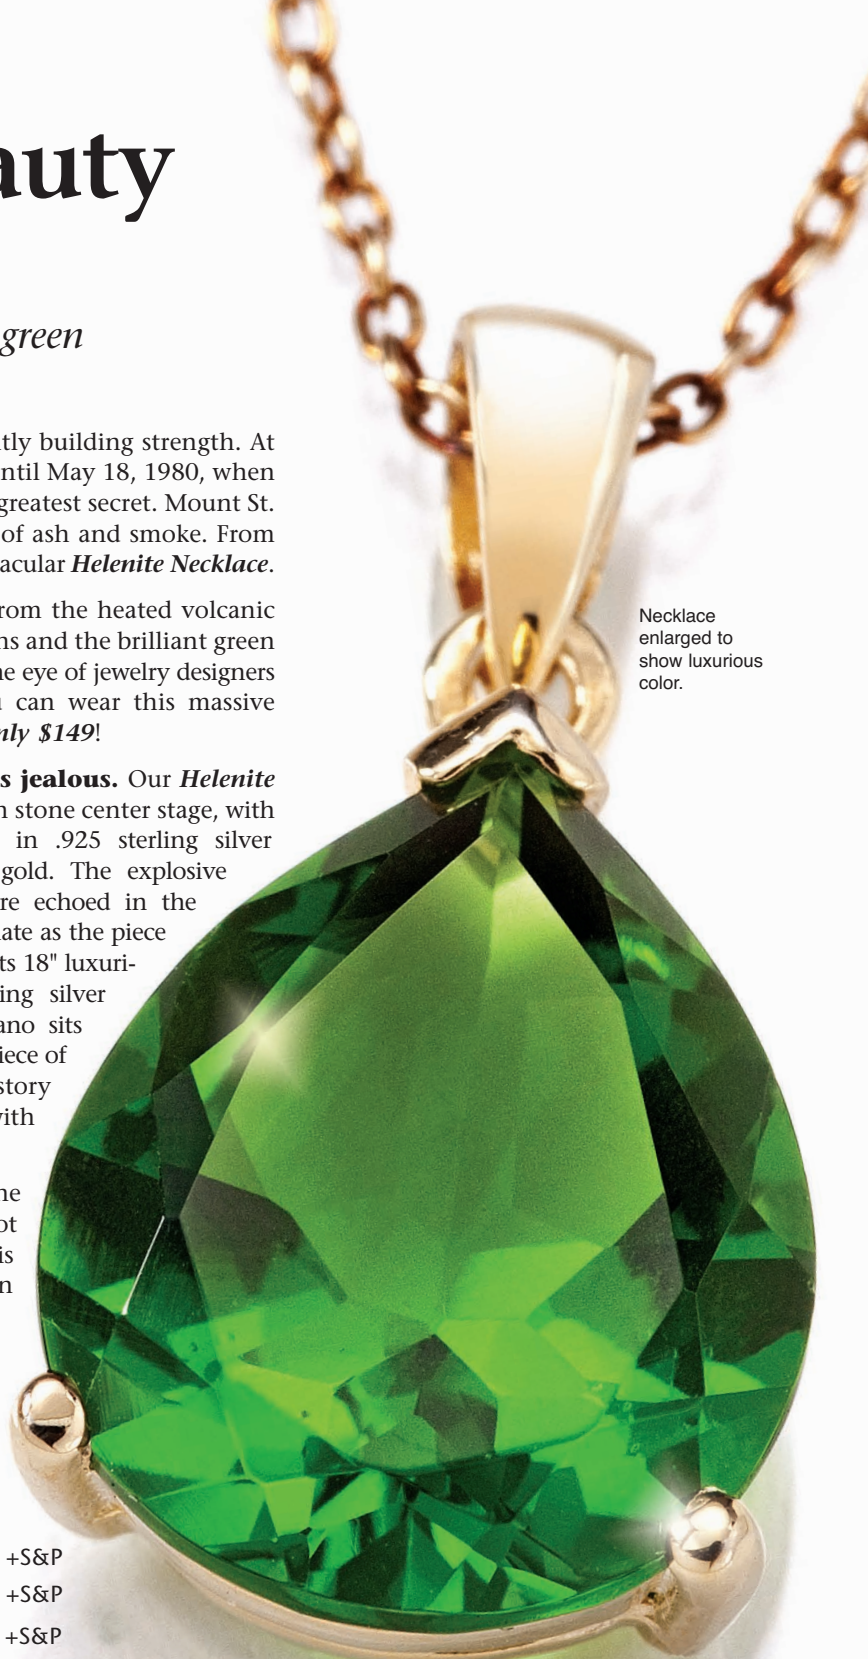 auty
green
tly building strength. At
ntil May 18, 1980, when
greatest secret. Mount St.
of ash and smoke. From
acular Helenite Necklace.
rom the heated volcanic
ns and the brilliant green
he eye of jewelry designers
u can wear this massive
nly $149!
s jealous. Our Helenite
n stone center stage, with
in .925 sterling silver
gold. The explosive
re echoed in the
ate as the piece
ts 18" luxuri-
ing silver
ano sits
iece of
story
with
he
ot
is
n
Necklace
enlarged to
show luxurious
color.
+S&P
+S&P
+S&P